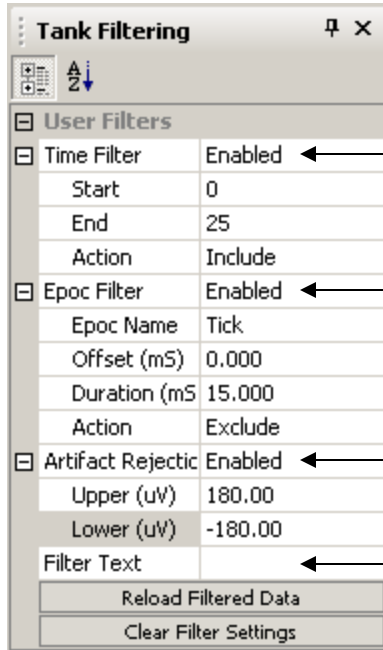 Tank Filtering
User Filters
Time Filter Enabled
Start 0
End 25
Action Include
Epoc Filter Enabled
Epoc Name Tick
Offset (mS) 0.000
Duration (mS 15.000
Action Exclude
Artifact Rejectic Enabled
Upper (uV) 180.00
Lower (uV) -180.00
Filter Text
Reload Filtered Data
Clear Filter Settings